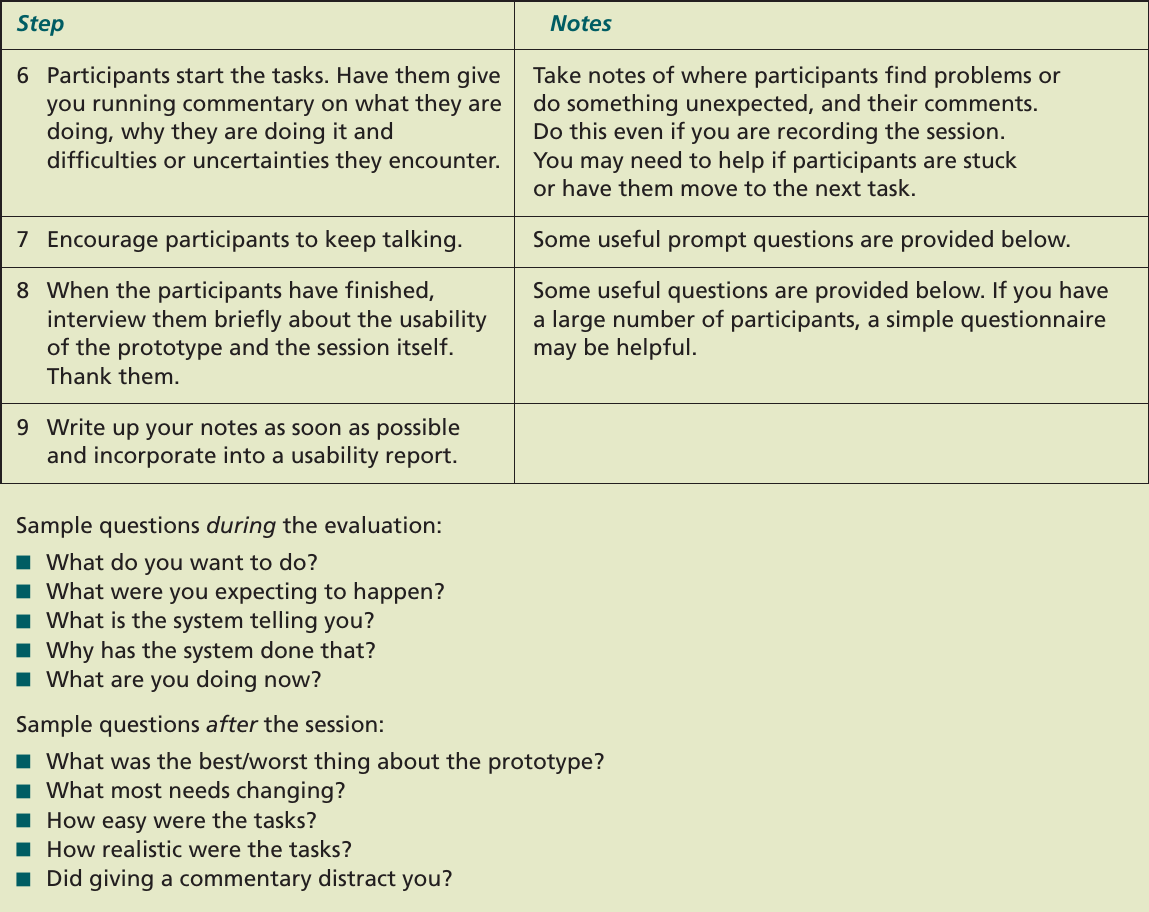 Step Notes
6 Participants start the tasks. Have them give
you running commentary on what they are
doing, why they are doing it and
difficulties or uncertainties they encounter.
Take notes of where participants find problems or
do something unexpected, and their comments.
Do this even if you are recording the session.
You may need to help if participants are stuck
or have them move to the next task.
7 Encourage participants to keep talking.
Some useful prompt questions are provided below.
8 When the participants have finished,
interview them briefly about the usability
of the prototype and the session itself.
Thank them.
Some useful questions are provided below. If you have
a large number of participants, a simple questionnaire
may be helpful.
9 Write up your notes as soon as possible
and incorporate into a usability report.
Sample questions during the evaluation:
■ What do you want to do?
■ What were you expecting to happen?
■ What is the system telling you?
■ Why has the system done that?
■ What are you doing now?
Sample questions after the session:
■ What was the best/worst thing about the prototype?
■ What most needs changing?
■ How easy were the tasks?
■ How realistic were the tasks?
■ Did giving a commentary distract you?